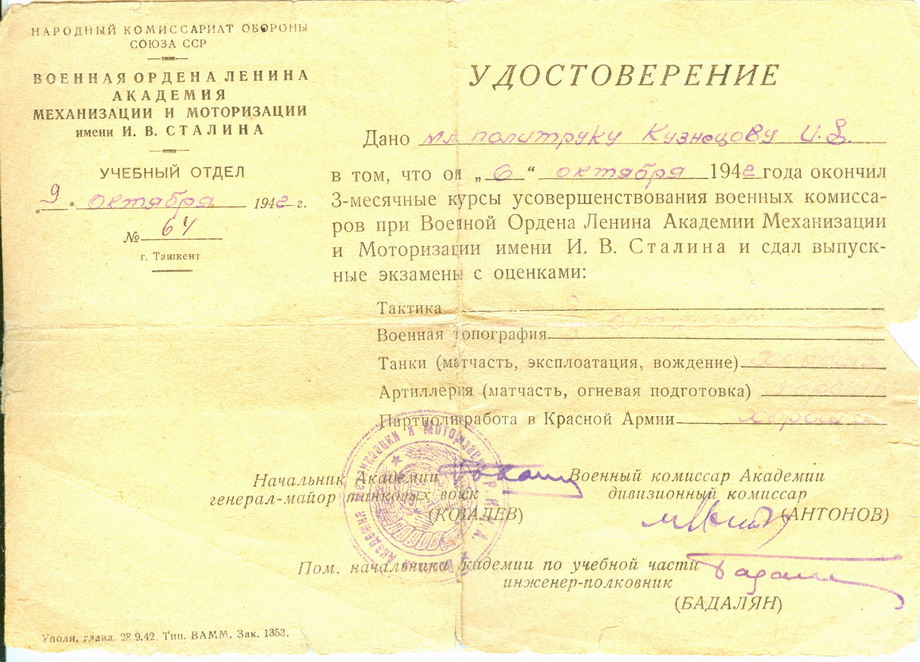 НАРОДНЫЙ КОМИССАРИАТ ОБОРОНЫ
СОЮЗА ССР
ВОЕННАЯ ОРДЕНА ЛЕНИНА
АКАДЕМИЯ
МЕХАНИЗАЦИИ И МОТОРИЗАЦИИ
имени И. В. СТАЛИНА
УЧЕБНЫЙ ОТДЕЛ
„9" октября 1942 г.
№ 64
г. Ташкент
УДОСТОВЕРЕНИЕ
Дано мл. политруку Кузнецову И. В.
в том, что он „6" октября 1942 года окончил
3-месячные курсы усовершенствования военных комисса-
ров при Военной Ордена Ленина Академии Механизации
и Моторизации имени И. В. Сталина и сдал выпуск-
ные экзамены с оценками:
Тактика
Военная топография
Танки (матчасть, эксплоатация, вождение) хорошо
Артиллерия (матчасть, огневая подготовка)
Партполитработа в Красной Армии хорошо
Начальник Академии
генерал-майор танковых войск
(КОВАЛЕВ)
Военный комиссар Академии
дивизионный комиссар
(АНТОНОВ)
Пом. начальника академии по учебной части
инженер-полковник
(БАДАЛЯН)
Академия Механизации и Моторизации Р.К.К.А.
Уполн. главл. 28.9.42. Тип. ВАММ. Зак. 1353.